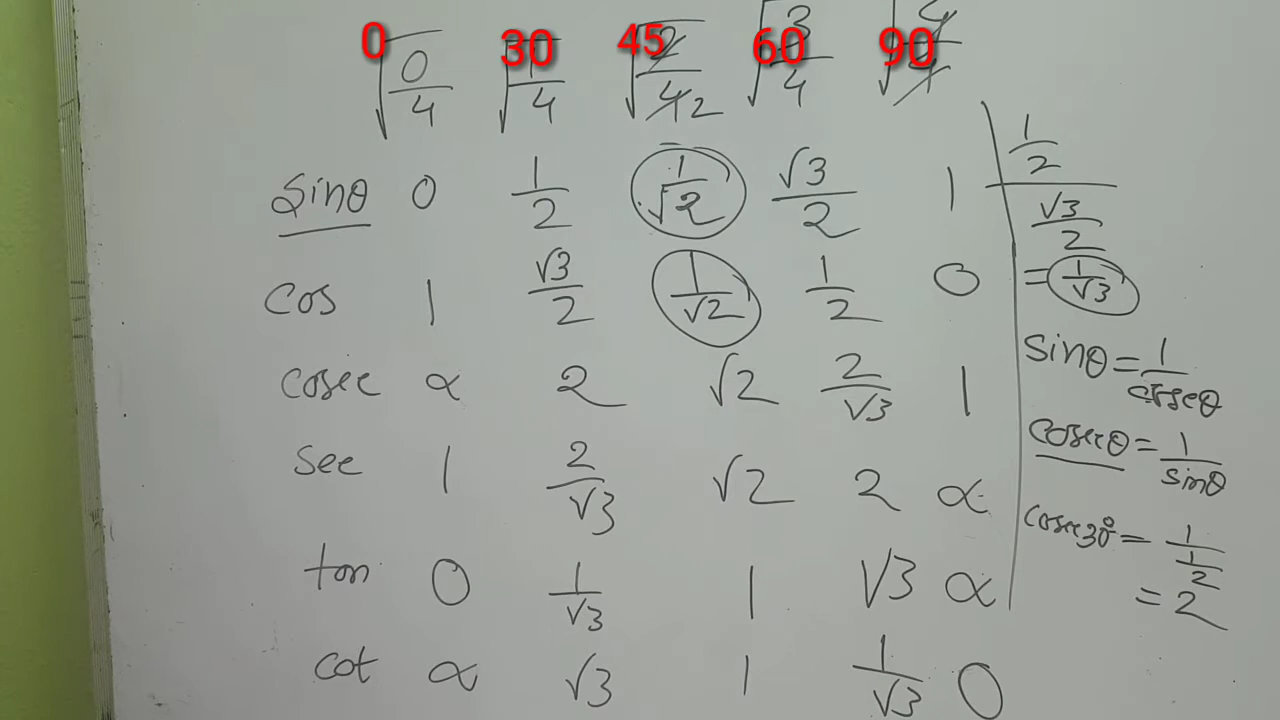 0 30 45 60 90
√0/4 √1/4 √2/4 2 √3/4 √4/4
sinθ 0 1/2 1/√2 √3/2 1
cos 1 √3/2 1/√2 1/2 0
cosec ∝ 2 √2 2/√3 1
sec 1 2/√3 √2 2 ∝
tan 0 1/√3 1 √3 ∝
cot ∝ √3 1 1/√3 0
1/2
√3/2
= 1/√3
sinθ = 1/cosecθ
cosecθ = 1/sinθ
cosec30° = 1/1/2
= 2